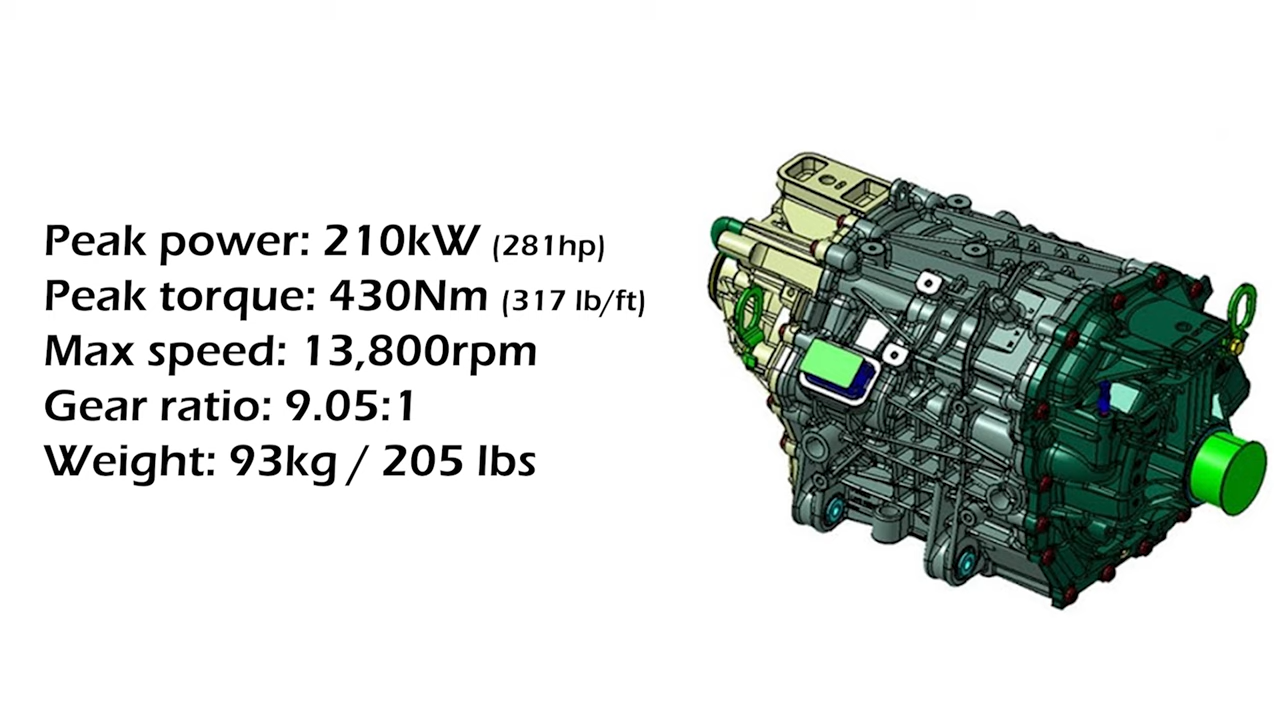 Peak power: 210kW (281hp)
Peak torque: 430Nm (317 lb/ft)
Max speed: 13,800rpm
Gear ratio: 9.05:1
Weight: 93kg / 205 lbs